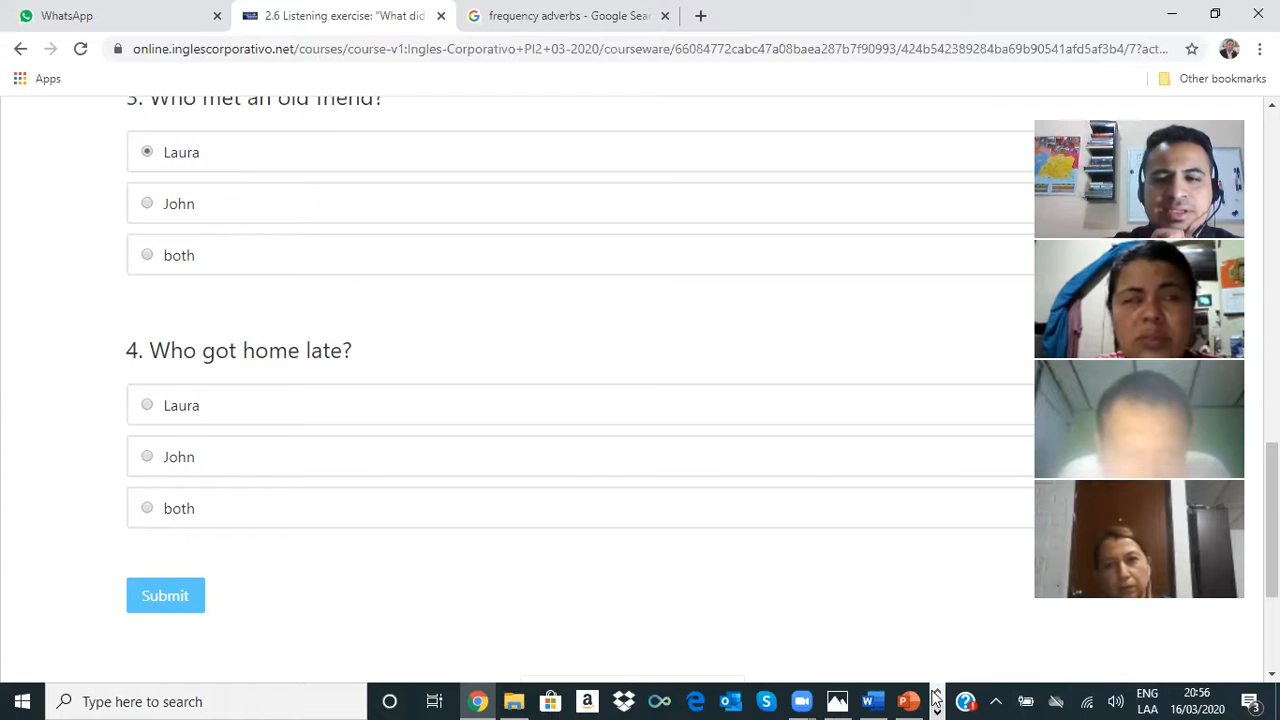 WhatsApp
2.6 Listening exercise: "What did
frequency adverbs - Google Sear
online.inglescorporativo.net/courses/course-v1:Ingles-Corporativo+PI2+03-2020/courseware/66084772cabc47a08baea287b7f90993/424b542389284ba69b90541afd5af3b4/7?act...
Apps
Other bookmarks
3. Who met an old friend?
Laura
John
both
4. Who got home late?
Laura
John
both
Submit
Type here to search
ENG
LAA
20:56
16/03/2020
3